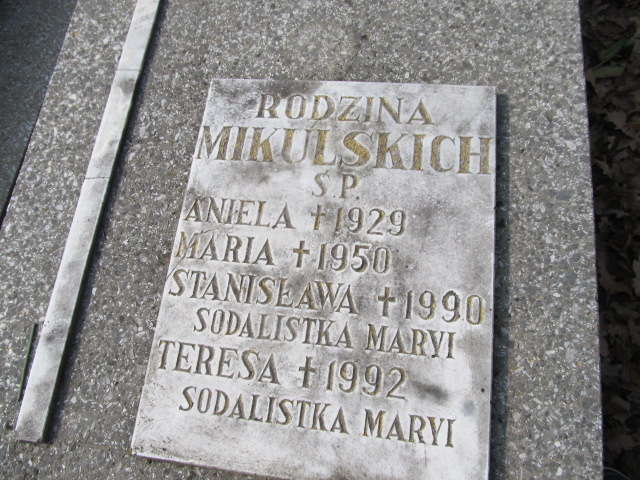 RODZINA
MIKULSKICH
Ś.P.
ANIELA †1929
MARIA †1950
STANISŁAWA †1990
SODALISTKA MARYI
TERESA †1992
SODALISTKA MARYI